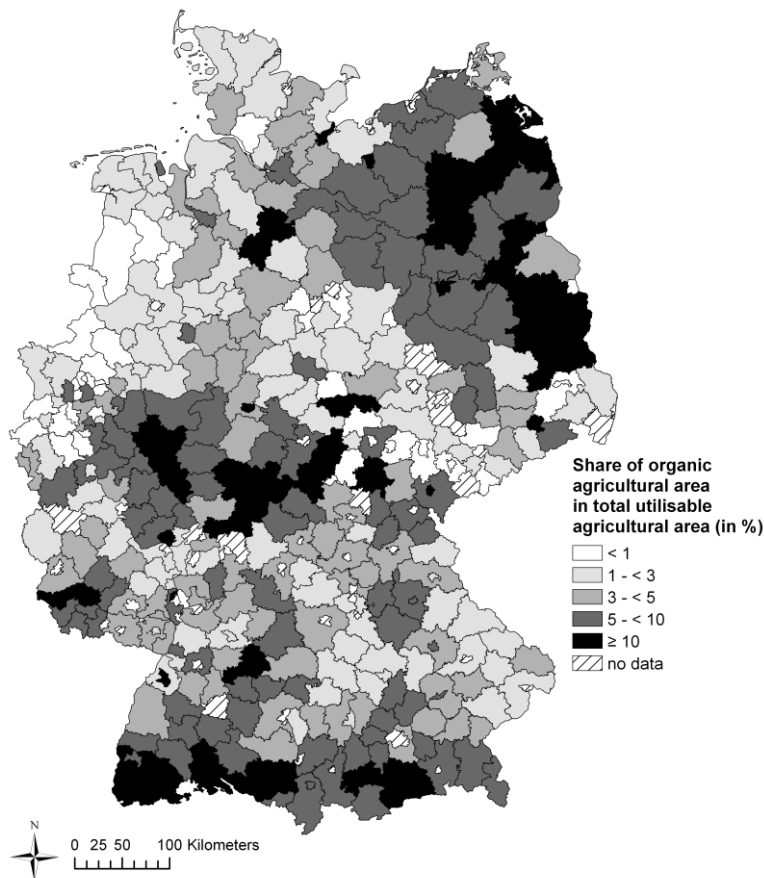 Share of organic
agricultural area
in total utilisable
agricultural area (in %)
< 1
1 - < 3
3 - < 5
5 - < 10
≥ 10
no data
N
0 25 50 100 Kilometers